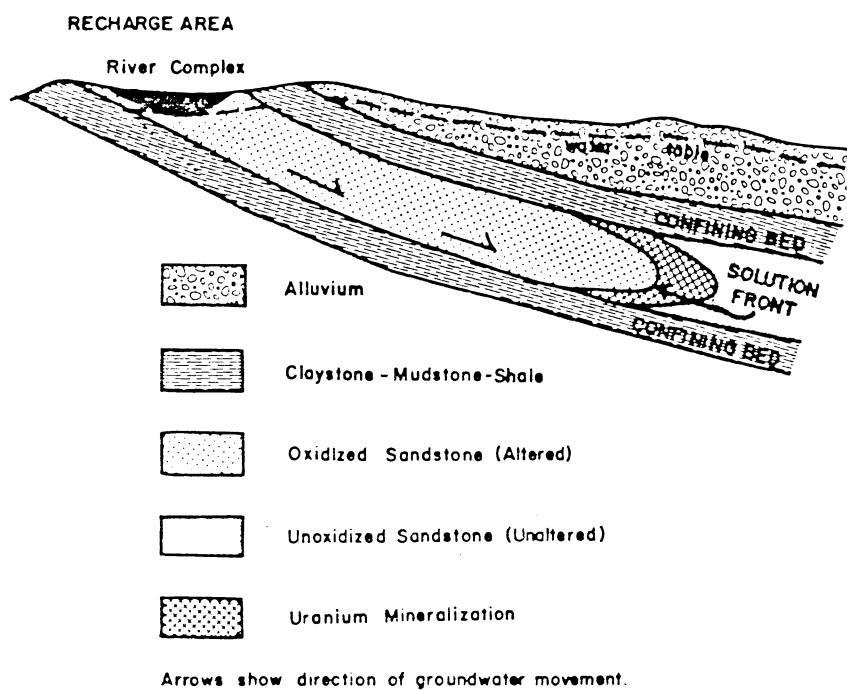 RECHARGE AREA
River Complex
water table
CONFINING BED
SOLUTION
FRONT
CONFINING BED
Alluvium
Claystone - Mudstone - Shale
Oxidized Sandstone (Altered)
Unoxidized Sandstone (Unaltered)
Uranium Mineralization
Arrows show direction of groundwater movement.